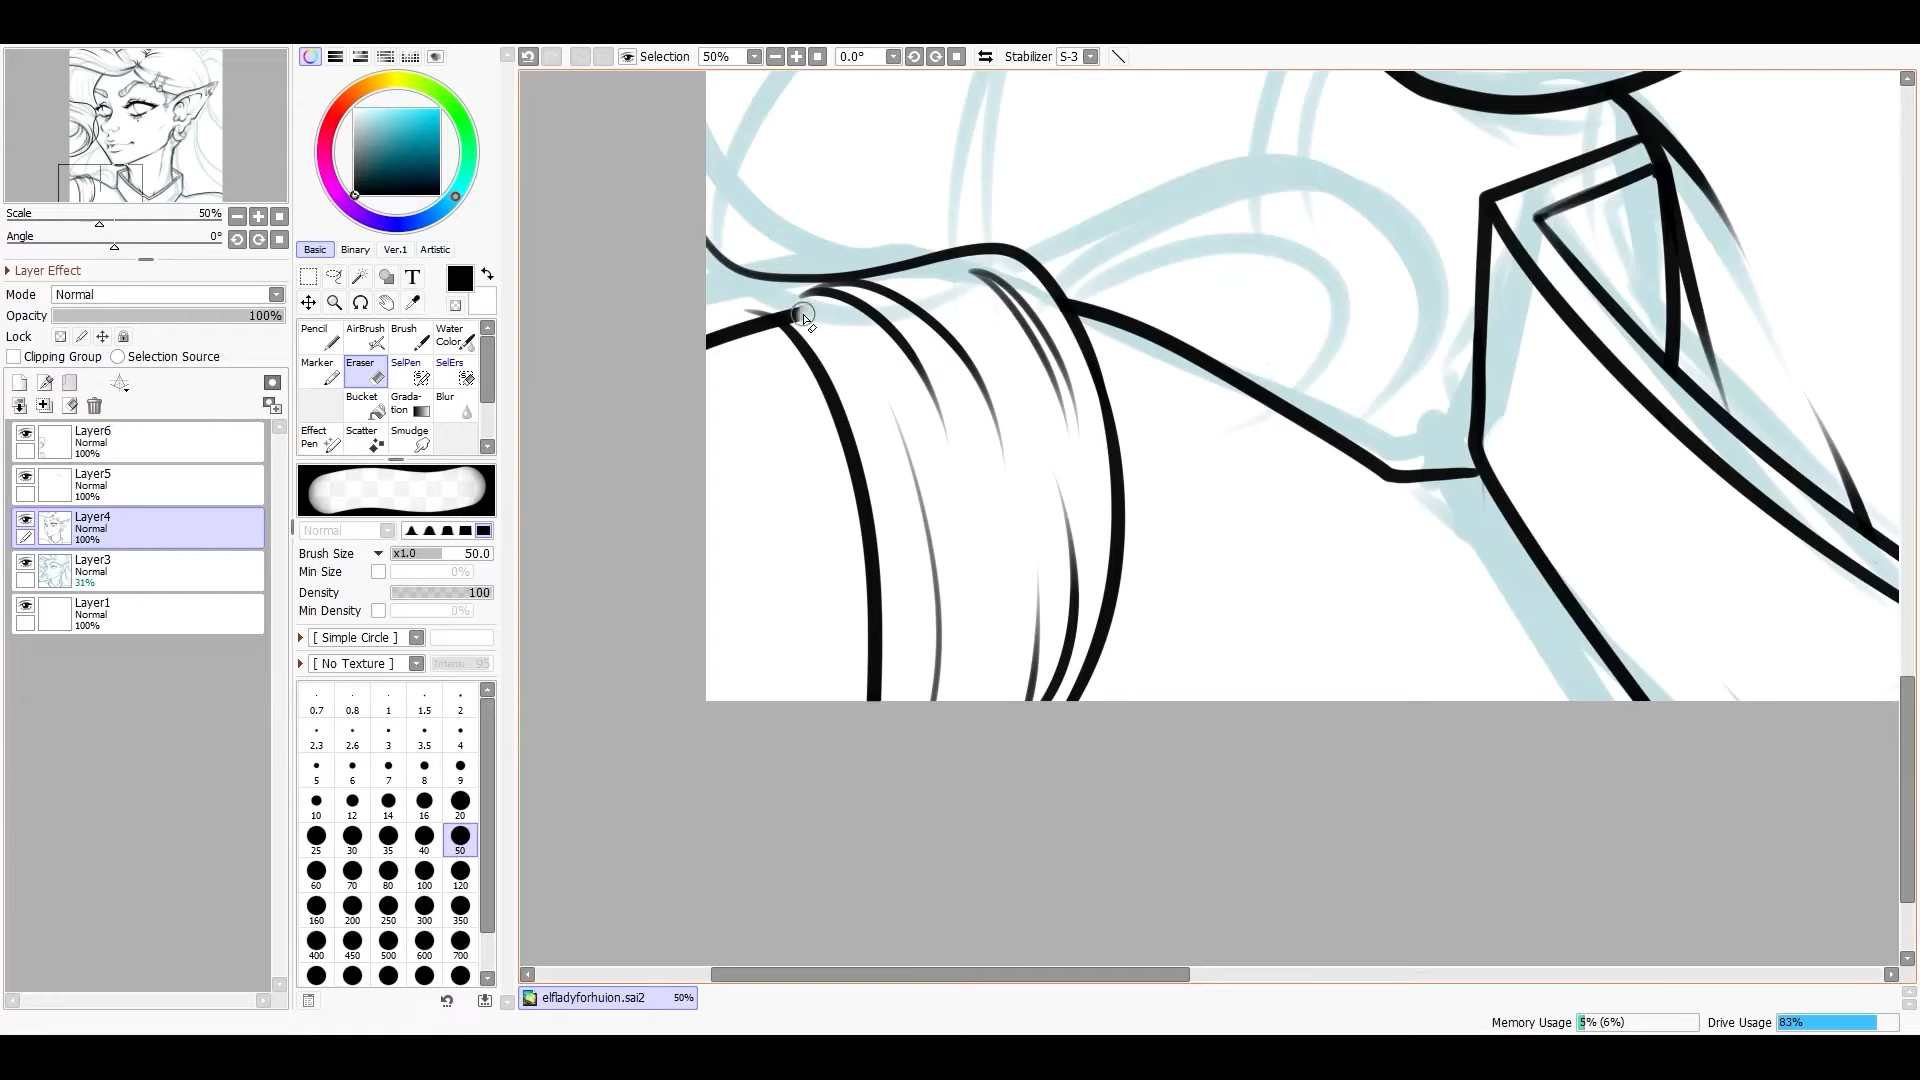 Selection 50% 0.0° Stabilizer S-3
Scale 50%
Angle 0°
Layer Effect
Mode Normal
Opacity 100%
Lock
Clipping Group Selection Source
Layer6
Normal
100%
Layer5
Normal
100%
Layer4
Normal
100%
Layer3
Normal
31%
Layer1
Normal
100%
Basic Binary Ver.1 Artistic
T
Pencil AirBrush Brush Water Color
Marker Eraser SelPen SelErs
Bucket Grada-tion Blur
Effect Pen Scatter Smudge
Normal
Brush Size x1.0 50.0
Min Size 0%
Density 100
Min Density 0%
[ Simple Circle ]
[ No Texture ] Intens. 95
0.7 0.8 1 1.5 2
2.3 2.6 3 3.5 4
5 6 7 8 9
10 12 14 16 20
25 30 35 40 50
60 70 80 100 120
160 200 250 300 350
400 450 500 600 700
elfladyforhuion.sai2 50%
Memory Usage 5% (6%) Drive Usage 83%